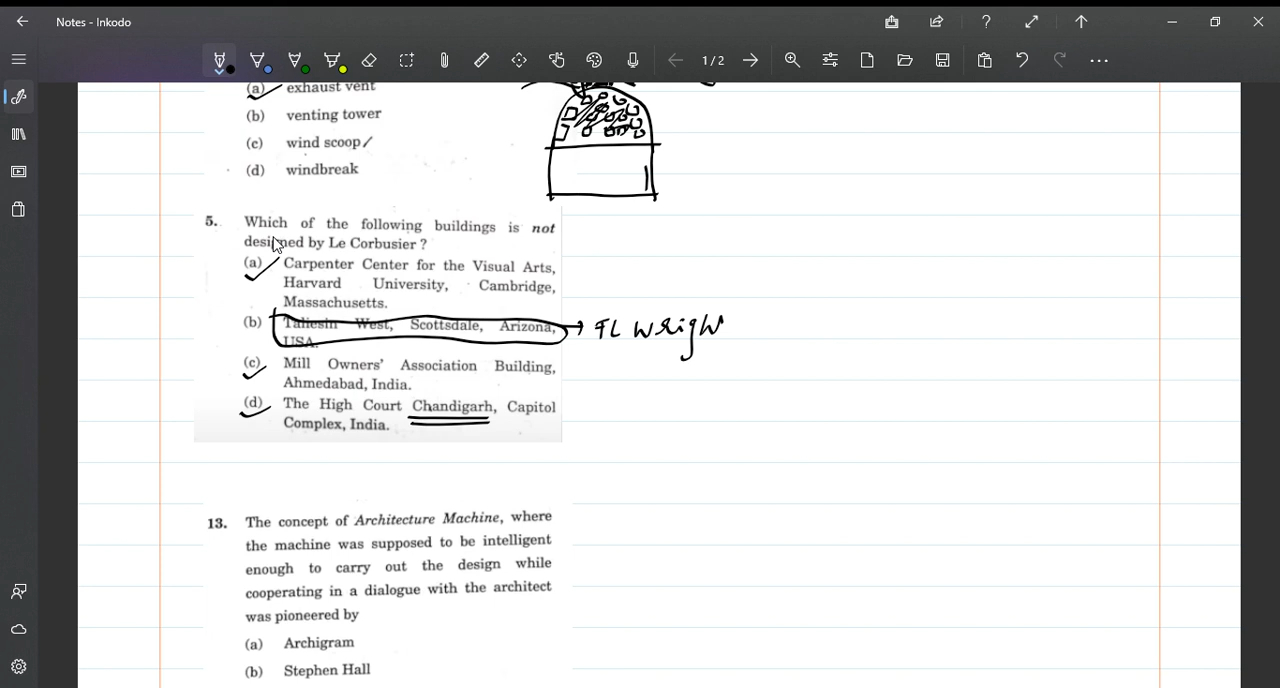 Notes - Inkodo
1/2
(a) exhaust vent
(b) venting tower
(c) wind scoop
(d) windbreak
5. Which of the following buildings is not
designed by Le Corbusier ?
(a) Carpenter Center for the Visual Arts,
Harvard University, Cambridge,
Massachusetts.
(b) Taliesin West, Scottsdale, Arizona,
USA.
→ FL Wright
(c) Mill Owners' Association Building,
Ahmedabad, India.
(d) The High Court Chandigarh, Capitol
Complex, India.
13. The concept of Architecture Machine, where
the machine was supposed to be intelligent
enough to carry out the design while
cooperating in a dialogue with the architect
was pioneered by
(a) Archigram
(b) Stephen Hall